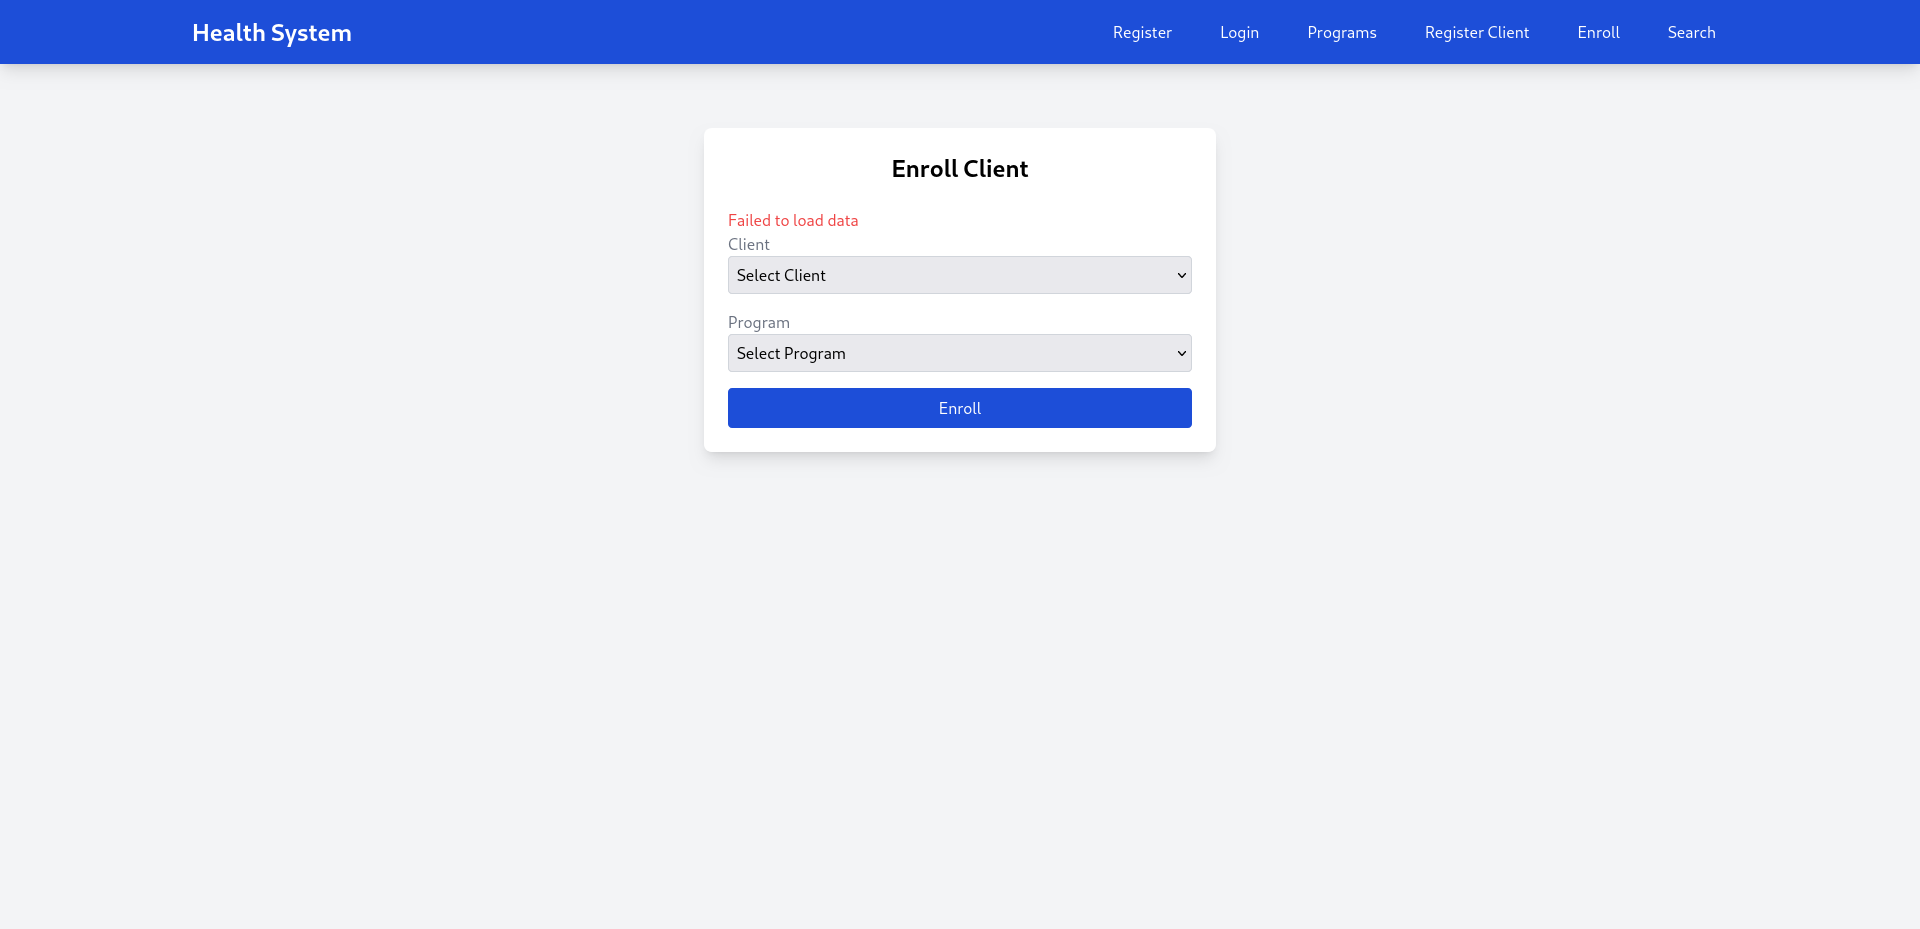 Health System
Register Login Programs Register Client Enroll Search
Enroll Client
Failed to load data
Client
Select Client
Program
Select Program
Enroll